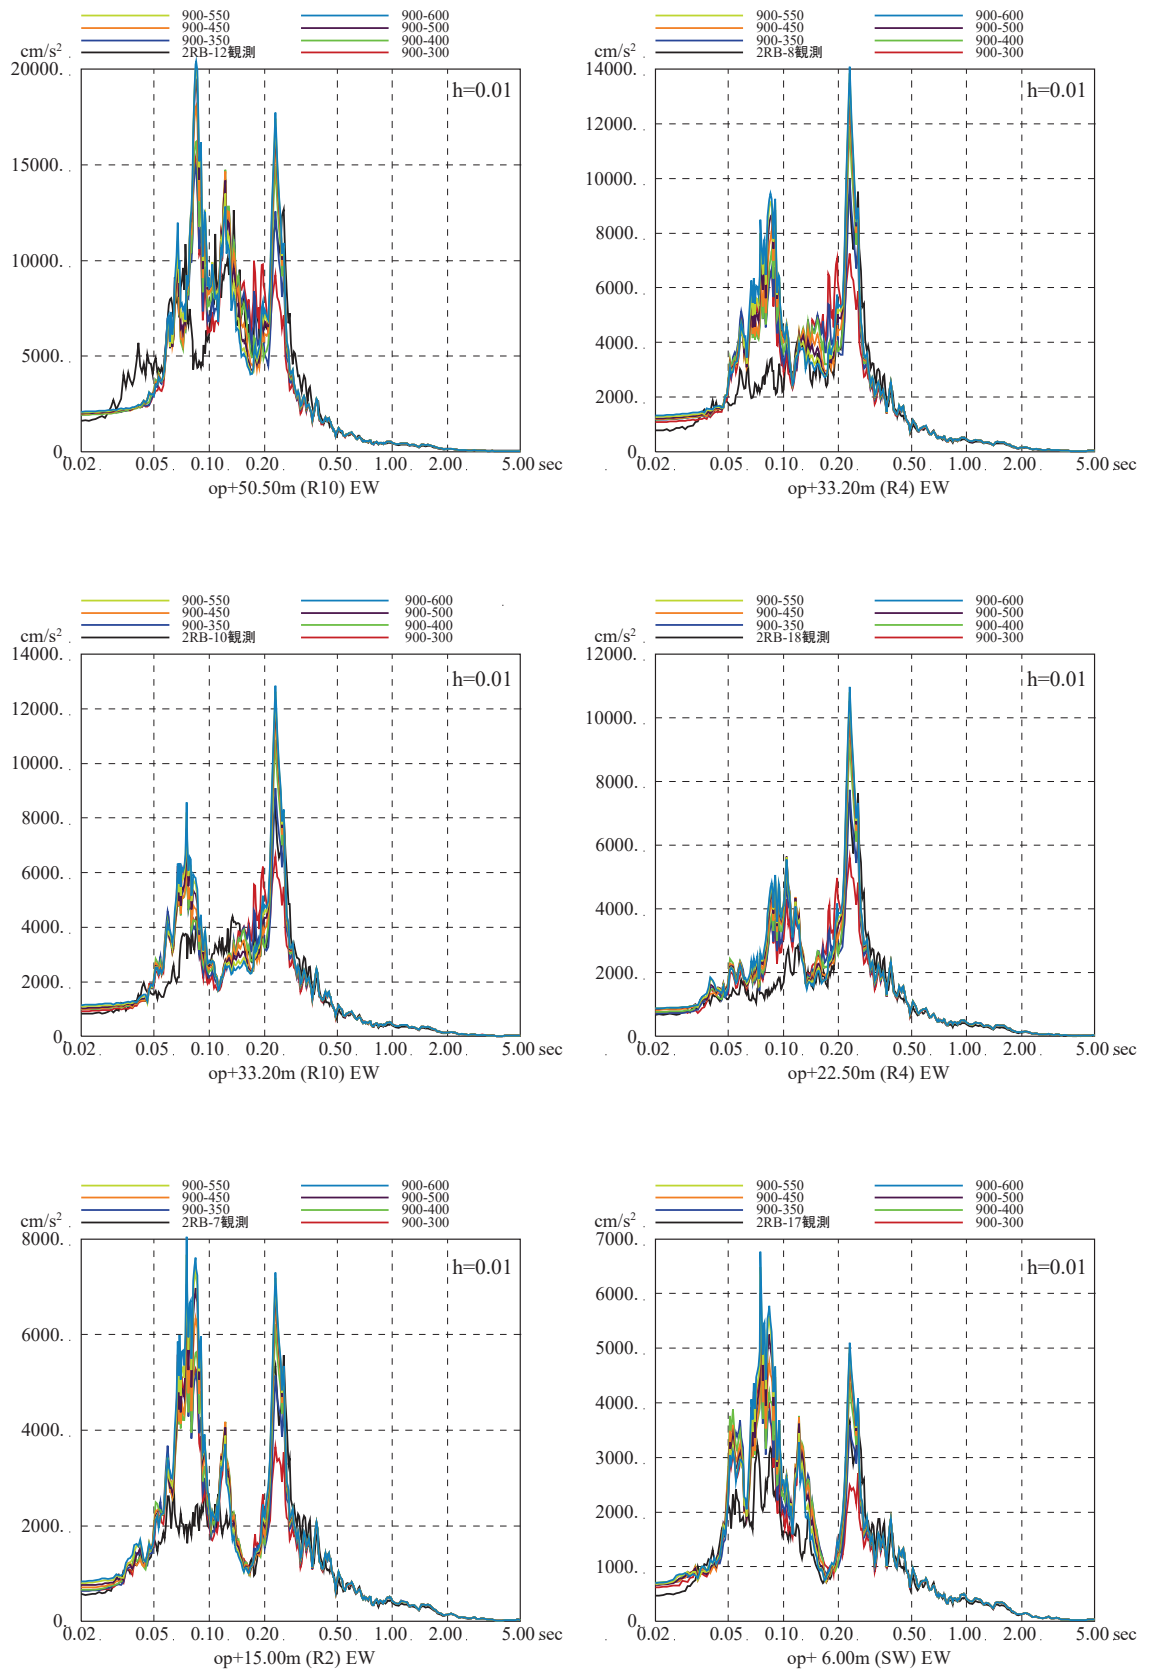 900-550 900-600
900-450 900-500
900-350 900-400
2RB-12観測 900-300
cm/s²
h=0.01
20000.
15000.
10000.
5000.
0.
0.02 0.05 0.10 0.20 0.50 1.00 2.00 5.00 sec
op+50.50m (R10) EW
900-550 900-600
900-450 900-500
900-350 900-400
2RB-8観測 900-300
cm/s²
h=0.01
14000.
12000.
10000.
8000.
6000.
4000.
2000.
0.
0.02 0.05 0.10 0.20 0.50 1.00 2.00 5.00 sec
op+33.20m (R4) EW
900-550 900-600
900-450 900-500
900-350 900-400
2RB-10観測 900-300
cm/s²
h=0.01
14000.
12000.
10000.
8000.
6000.
4000.
2000.
0.
0.02 0.05 0.10 0.20 0.50 1.00 2.00 5.00 sec
op+33.20m (R10) EW
900-550 900-600
900-450 900-500
900-350 900-400
2RB-18観測 900-300
cm/s²
h=0.01
12000.
10000.
8000.
6000.
4000.
2000.
0.
0.02 0.05 0.10 0.20 0.50 1.00 2.00 5.00 sec
op+22.50m (R4) EW
900-550 900-600
900-450 900-500
900-350 900-400
2RB-7観測 900-300
cm/s²
h=0.01
8000.
6000.
4000.
2000.
0.
0.02 0.05 0.10 0.20 0.50 1.00 2.00 5.00 sec
op+15.00m (R2) EW
900-550 900-600
900-450 900-500
900-350 900-400
2RB-17観測 900-300
cm/s²
h=0.01
7000.
6000.
5000.
4000.
3000.
2000.
1000.
0.
0.02 0.05 0.10 0.20 0.50 1.00 2.00 5.00 sec
op+ 6.00m (SW) EW